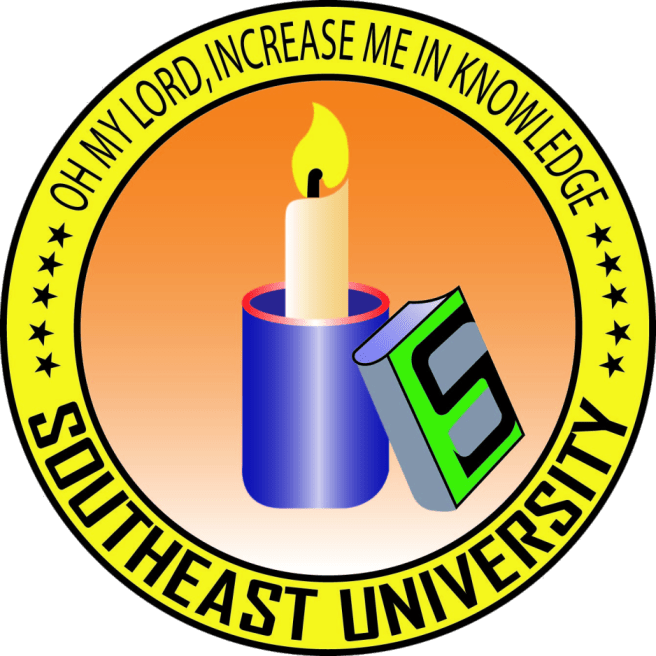 OH MY LORD, INCREASE ME IN KNOWLEDGE
SOUTHEAST UNIVERSITY